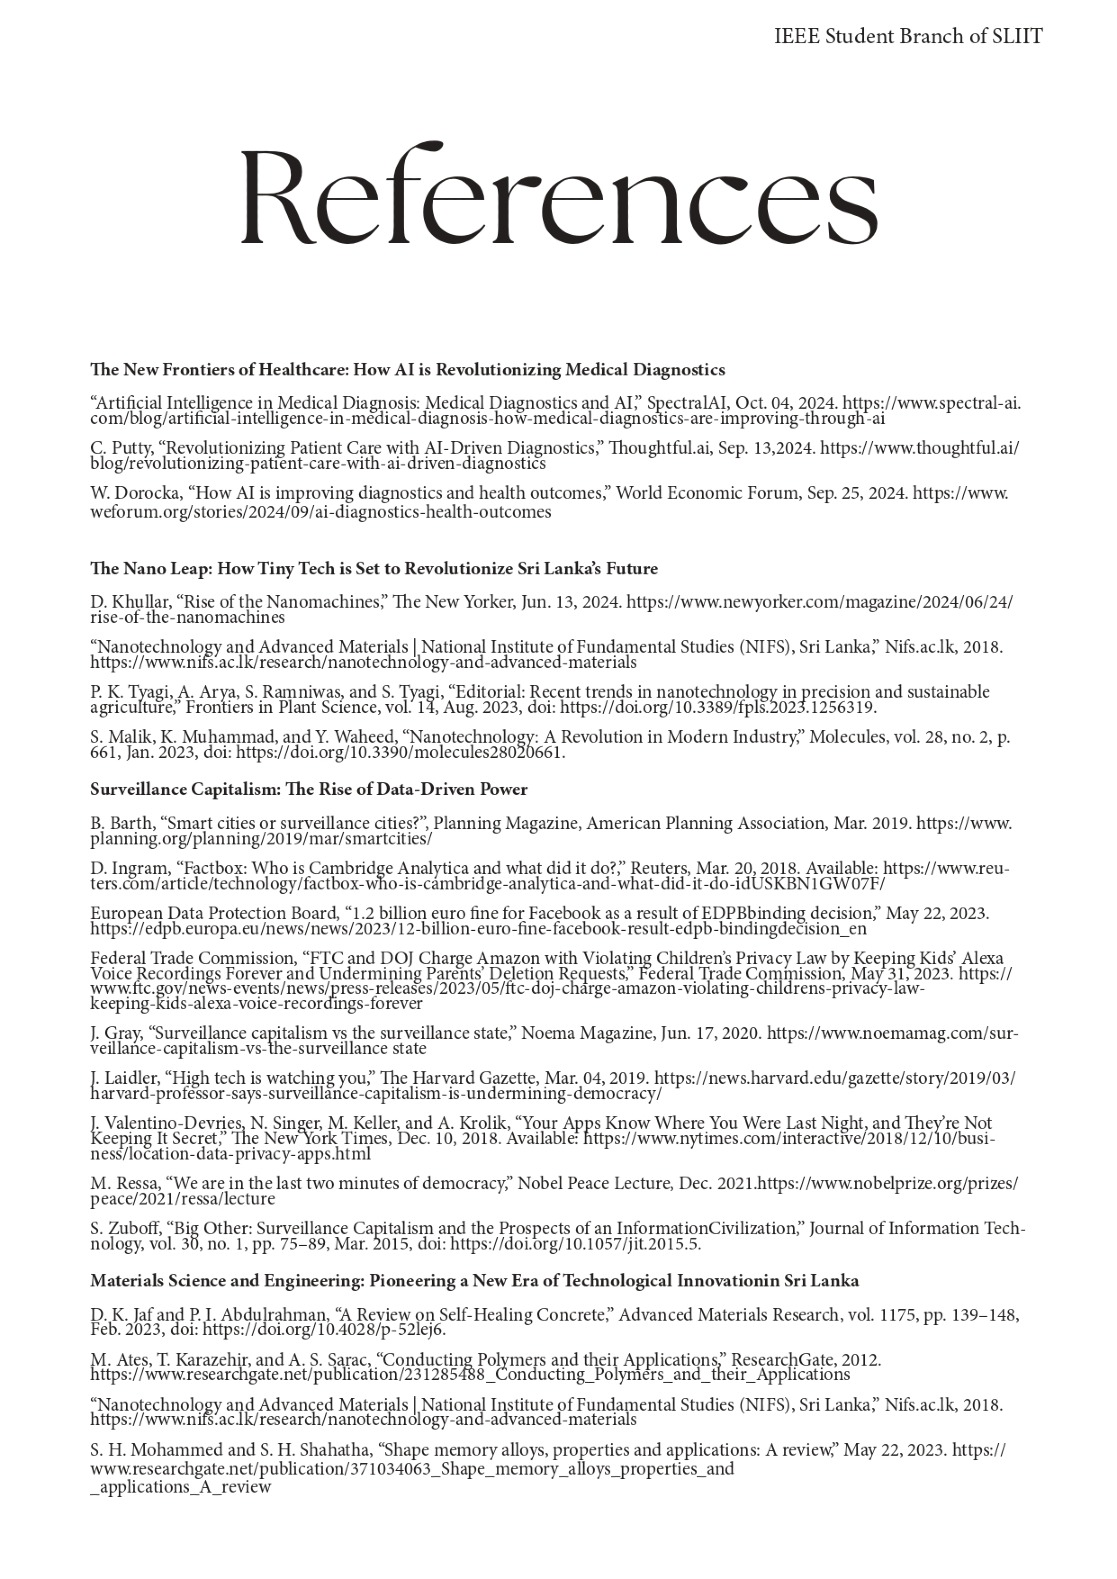 IEEE Student Branch of SLIIT
References
The New Frontiers of Healthcare: How AI is Revolutionizing Medical Diagnostics
“Artificial Intelligence in Medical Diagnosis: Medical Diagnostics and AI,” SpectralAI, Oct. 04, 2024. https://www.spectral-ai.
com/blog/artificial-intelligence-in-medical-diagnosis-how-medical-diagnostics-are-improving-through-ai
C. Putty, “Revolutionizing Patient Care with AI-Driven Diagnostics,” Thoughtful.ai, Sep. 13,2024. https://www.thoughtful.ai/
blog/revolutionizing-patient-care-with-ai-driven-diagnostics
W. Dorocka, “How AI is improving diagnostics and health outcomes,” World Economic Forum, Sep. 25, 2024. https://www.
weforum.org/stories/2024/09/ai-diagnostics-health-outcomes
The Nano Leap: How Tiny Tech is Set to Revolutionize Sri Lanka’s Future
D. Khullar, “Rise of the Nanomachines,” The New Yorker, Jun. 13, 2024. https://www.newyorker.com/magazine/2024/06/24/
rise-of-the-nanomachines
“Nanotechnology and Advanced Materials | National Institute of Fundamental Studies (NIFS), Sri Lanka,” Nifs.ac.lk, 2018.
https://www.nifs.ac.lk/research/nanotechnology-and-advanced-materials
P. K. Tyagi, A. Arya, S. Ramniwas, and S. Tyagi, “Editorial: Recent trends in nanotechnology in precision and sustainable
agriculture,” Frontiers in Plant Science, vol. 14, Aug. 2023, doi: https://doi.org/10.3389/fpls.2023.1256319.
S. Malik, K. Muhammad, and Y. Waheed, “Nanotechnology: A Revolution in Modern Industry,” Molecules, vol. 28, no. 2, p.
661, Jan. 2023, doi: https://doi.org/10.3390/molecules28020661.
Surveillance Capitalism: The Rise of Data-Driven Power
B. Barth, “Smart cities or surveillance cities?”, Planning Magazine, American Planning Association, Mar. 2019. https://www.
planning.org/planning/2019/mar/smartcities/
D. Ingram, “Factbox: Who is Cambridge Analytica and what did it do?,” Reuters, Mar. 20, 2018. Available: https://www.reu-
ters.com/article/technology/factbox-who-is-cambridge-analytica-and-what-did-it-do-idUSKBN1GW07F/
European Data Protection Board, “1.2 billion euro fine for Facebook as a result of EDPBbinding decision,” May 22, 2023.
https://edpb.europa.eu/news/news/2023/12-billion-euro-fine-facebook-result-edpb-bindingdecision_en
Federal Trade Commission, “FTC and DOJ Charge Amazon with Violating Children’s Privacy Law by Keeping Kids’ Alexa
Voice Recordings Forever and Undermining Parents’ Deletion Requests,” Federal Trade Commission, May 31, 2023. https://
www.ftc.gov/news-events/news/press-releases/2023/05/ftc-doj-charge-amazon-violating-childrens-privacy-law-
keeping-kids-alexa-voice-recordings-forever
J. Gray, “Surveillance capitalism vs the surveillance state,” Noema Magazine, Jun. 17, 2020. https://www.noemamag.com/sur-
veillance-capitalism-vs-the-surveillance state
J. Laidler, “High tech is watching you,” The Harvard Gazette, Mar. 04, 2019. https://news.harvard.edu/gazette/story/2019/03/
harvard-professor-says-surveillance-capitalism-is-undermining-democracy/
J. Valentino-Devries, N. Singer, M. Keller, and A. Krolik, “Your Apps Know Where You Were Last Night, and They’re Not
Keeping It Secret,” The New York Times, Dec. 10, 2018. Available: https://www.nytimes.com/interactive/2018/12/10/busi-
ness/location-data-privacy-apps.html
M. Ressa, “We are in the last two minutes of democracy,” Nobel Peace Lecture, Dec. 2021.https://www.nobelprize.org/prizes/
peace/2021/ressa/lecture
S. Zuboff, “Big Other: Surveillance Capitalism and the Prospects of an InformationCivilization,” Journal of Information Tech-
nology, vol. 30, no. 1, pp. 75–89, Mar. 2015, doi: https://doi.org/10.1057/jit.2015.5.
Materials Science and Engineering: Pioneering a New Era of Technological Innovationin Sri Lanka
D. K. Jaf and P. I. Abdulrahman, “A Review on Self-Healing Concrete,” Advanced Materials Research, vol. 1175, pp. 139–148,
Feb. 2023, doi: https://doi.org/10.4028/p-52lej6.
M. Ates, T. Karazehir, and A. S. Sarac, “Conducting Polymers and their Applications,” ResearchGate, 2012.
https://www.researchgate.net/publication/231285488_Conducting_Polymers_and_their_Applications
“Nanotechnology and Advanced Materials | National Institute of Fundamental Studies (NIFS), Sri Lanka,” Nifs.ac.lk, 2018.
https://www.nifs.ac.lk/research/nanotechnology-and-advanced-materials
S. H. Mohammed and S. H. Shahatha, “Shape memory alloys, properties and applications: A review,” May 22, 2023. https://
www.researchgate.net/publication/371034063_Shape_memory_alloys_properties_and
_applications_A_review